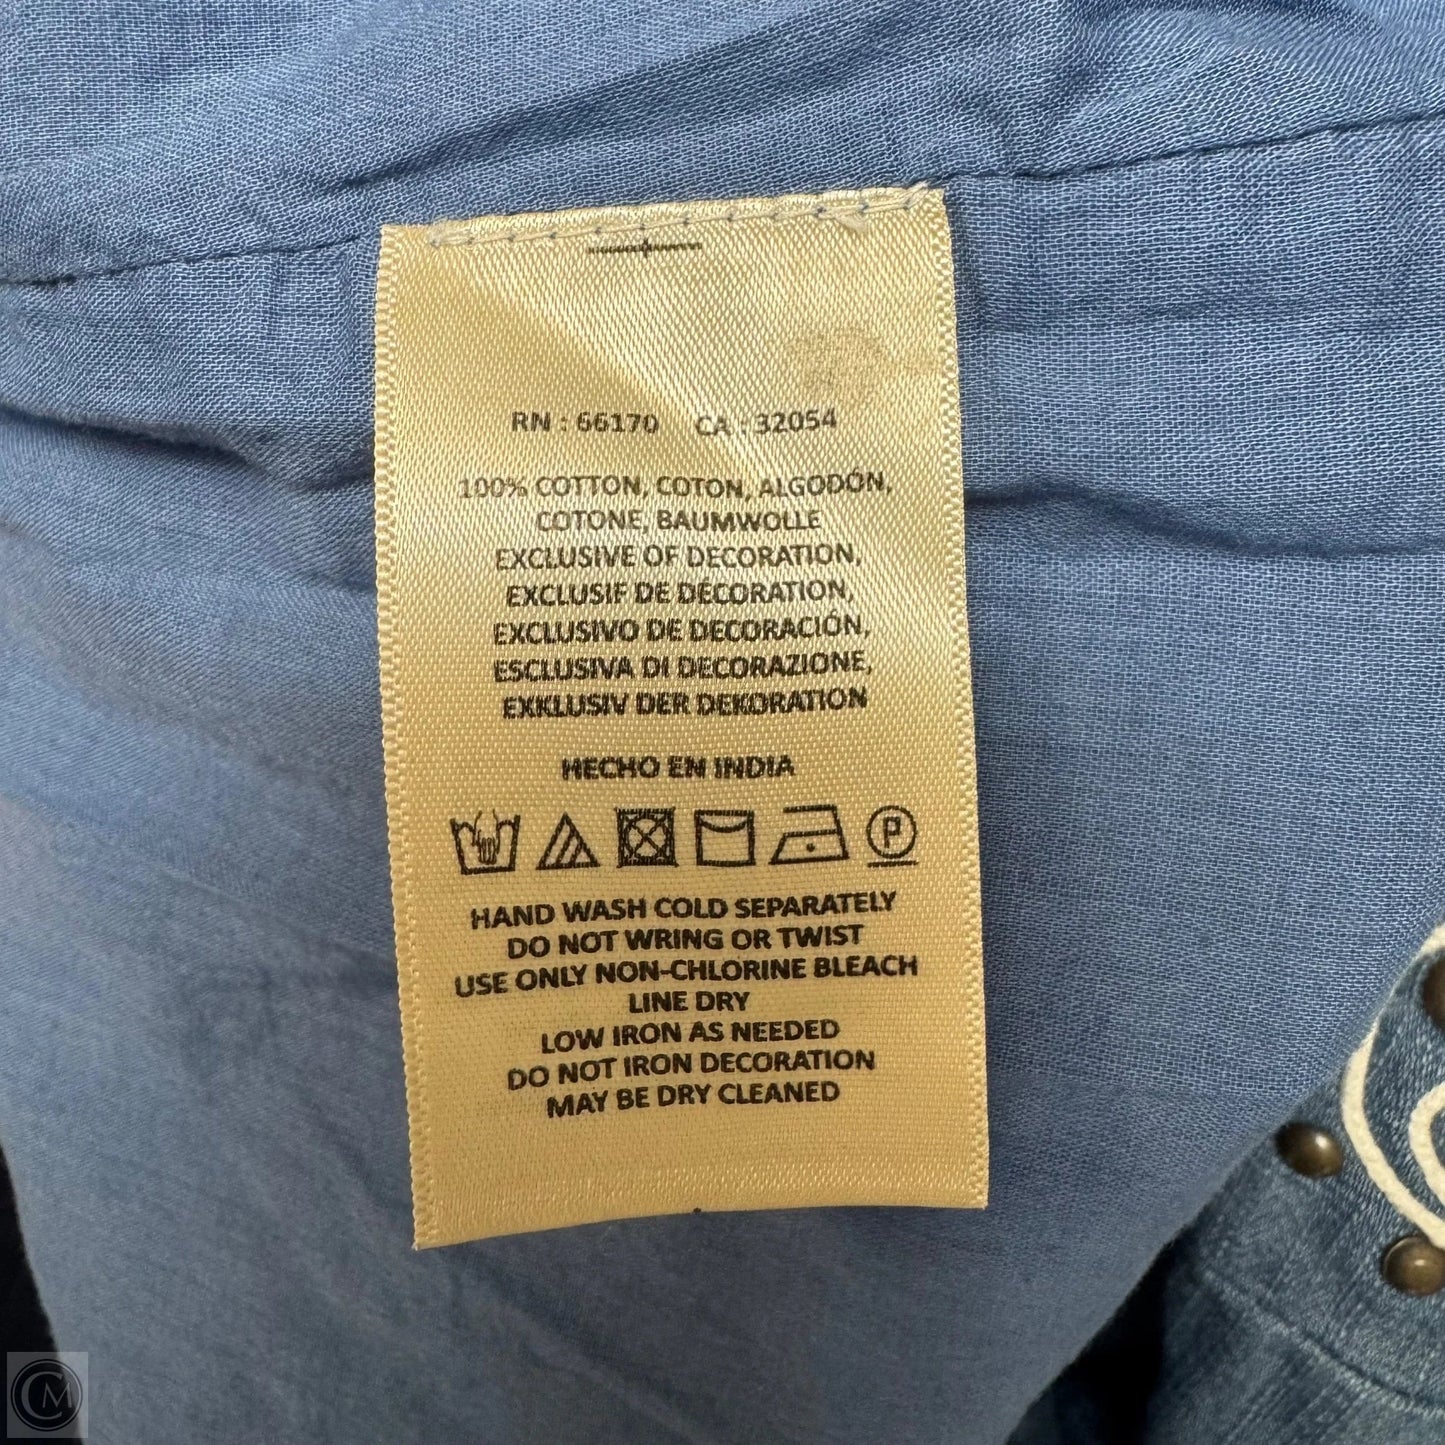 RN : 66170 CA : 32054
100% COTTON, COTON, ALGODÓN,
COTONE, BAUMWOLLE
EXCLUSIVE OF DECORATION,
EXCLUSIF DE DÉCORATION,
EXCLUSIVO DE DECORACIÓN,
ESCLUSIVA DI DECORAZIONE,
EXKLUSIV DER DEKORATION
HECHO EN INDIA
P
HAND WASH COLD SEPARATELY
DO NOT WRING OR TWIST
USE ONLY NON-CHLORINE BLEACH
LINE DRY
LOW IRON AS NEEDED
DO NOT IRON DECORATION
MAY BE DRY CLEANED
CM